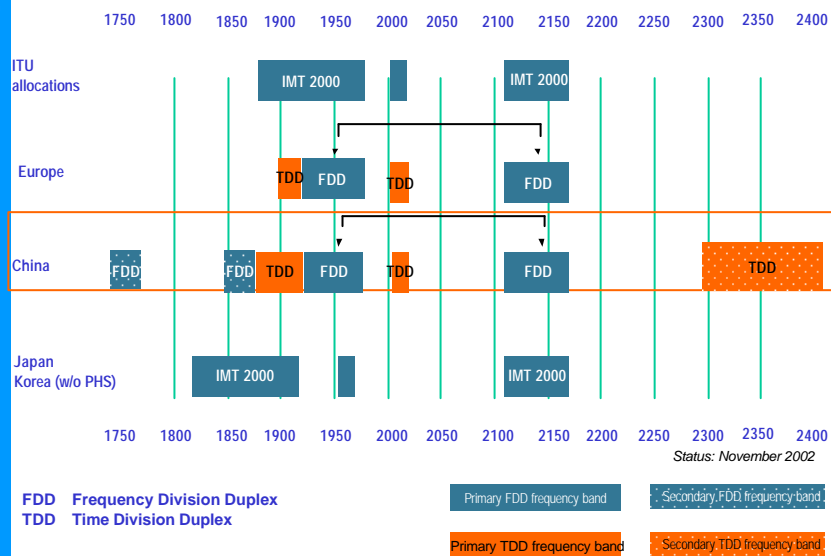 1750 1800 1850 1900 1950 2000 2050 2100 2150 2200 2250 2300 2350 2400
ITU
allocations
IMT 2000
IMT 2000
Europe
TDD
FDD
TDD
FDD
China
FDD
FDD
TDD
FDD
TDD
FDD
TDD
Japan
Korea (w/o PHS)
IMT 2000
IMT 2000
1750 1800 1850 1900 1950 2000 2050 2100 2150 2200 2250 2300 2350 2400
Status: November 2002
FDD Frequency Division Duplex
TDD Time Division Duplex
Primary FDD frequency band
Secondary FDD frequency band
Primary TDD frequency band
Secondary TDD frequency band